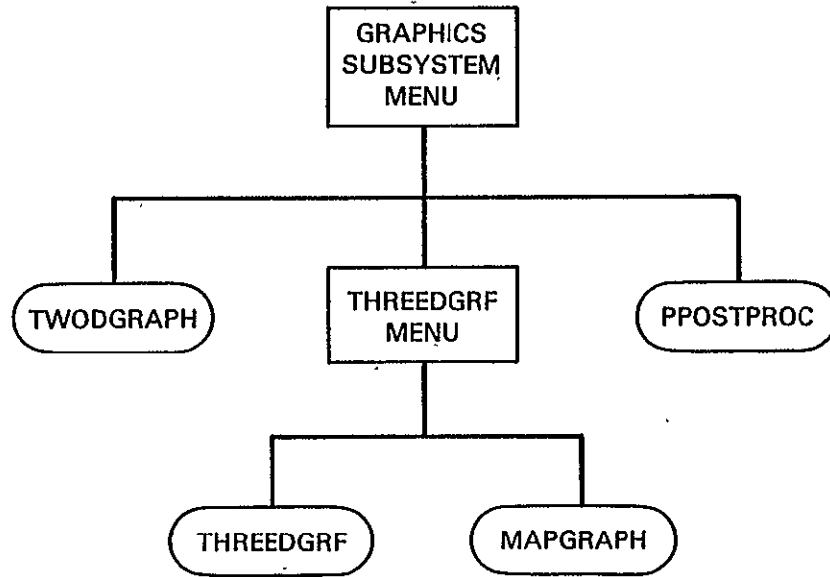 GRAPHICS
SUBSYSTEM
MENU
TWODGRAPH
THREEDGRF
MENU
PPOSTPROC
THREEDGRF
MAPGRAPH